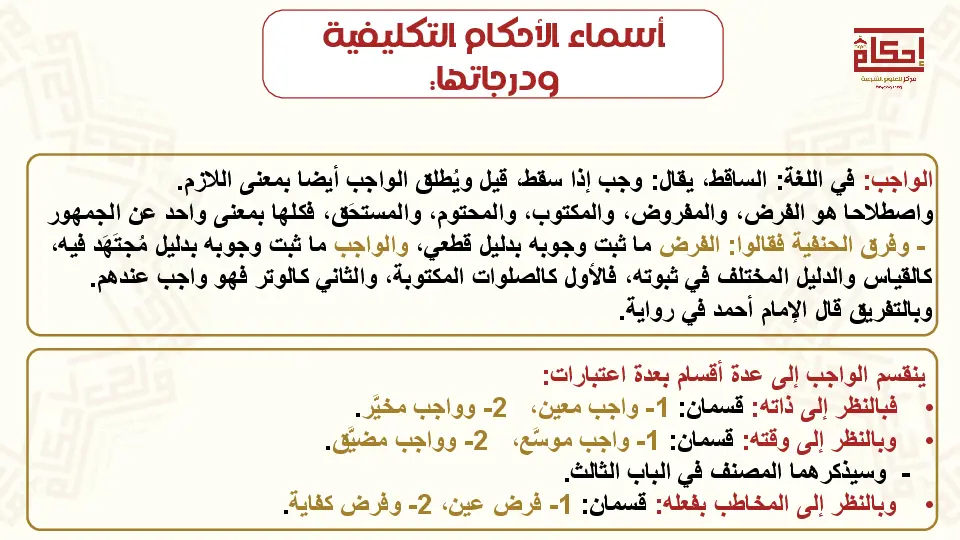 أسماء الأحكام التكليفية
ودرجاتها:
إحكام
مركز للعلوم الشرعية
الواجب: في اللغة: الساقط، يقال: وجب إذا سقط، قيل ويُطلق الواجب أيضا بمعنى اللازم.
واصطلاحا هو الفرض، والمفروض، والمكتوب، والمحتوم، والمستحَق، فكلها بمعنى واحد عن الجمهور
- وفرق الحنفية فقالوا: الفرض ما ثبت وجوبه بدليل قطعي، والواجب ما ثبت وجوبه بدليل مُجتَهَد فيه،
كالقياس والدليل المختلف في ثبوته، فالأول كالصلوات المكتوبة، والثاني كالوتر فهو واجب عندهم.
وبالتفريق قال الإمام أحمد في رواية.
ينقسم الواجب إلى عدة أقسام بعدة اعتبارات:
• فبالنظر إلى ذاته: قسمان: 1- واجب معين، 2- وواجب مخيَّر.
• وبالنظر إلى وقته: قسمان: 1- واجب موسَّع، 2- وواجب مضيَّق.
- وسيذكرهما المصنف في الباب الثالث.
• وبالنظر إلى المخاطب بفعله: قسمان: 1- فرض عين، 2- وفرض كفاية.